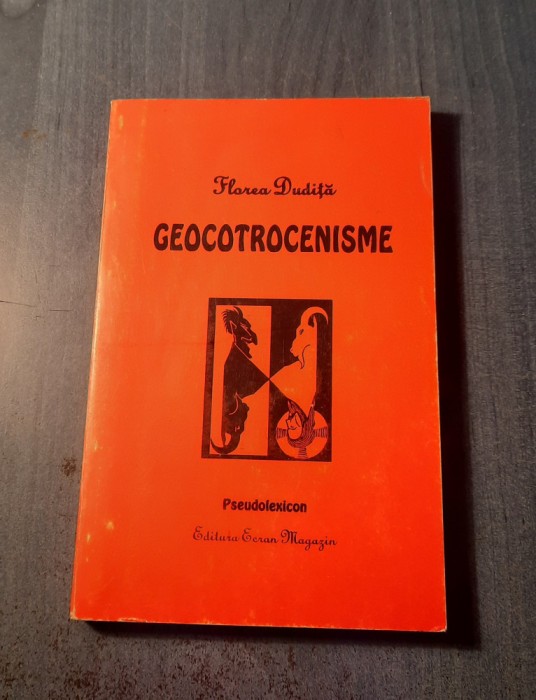 Florea Dudiță
GEOCOTROCENISME
Pseudolexicon
Editura Ecran Magazin